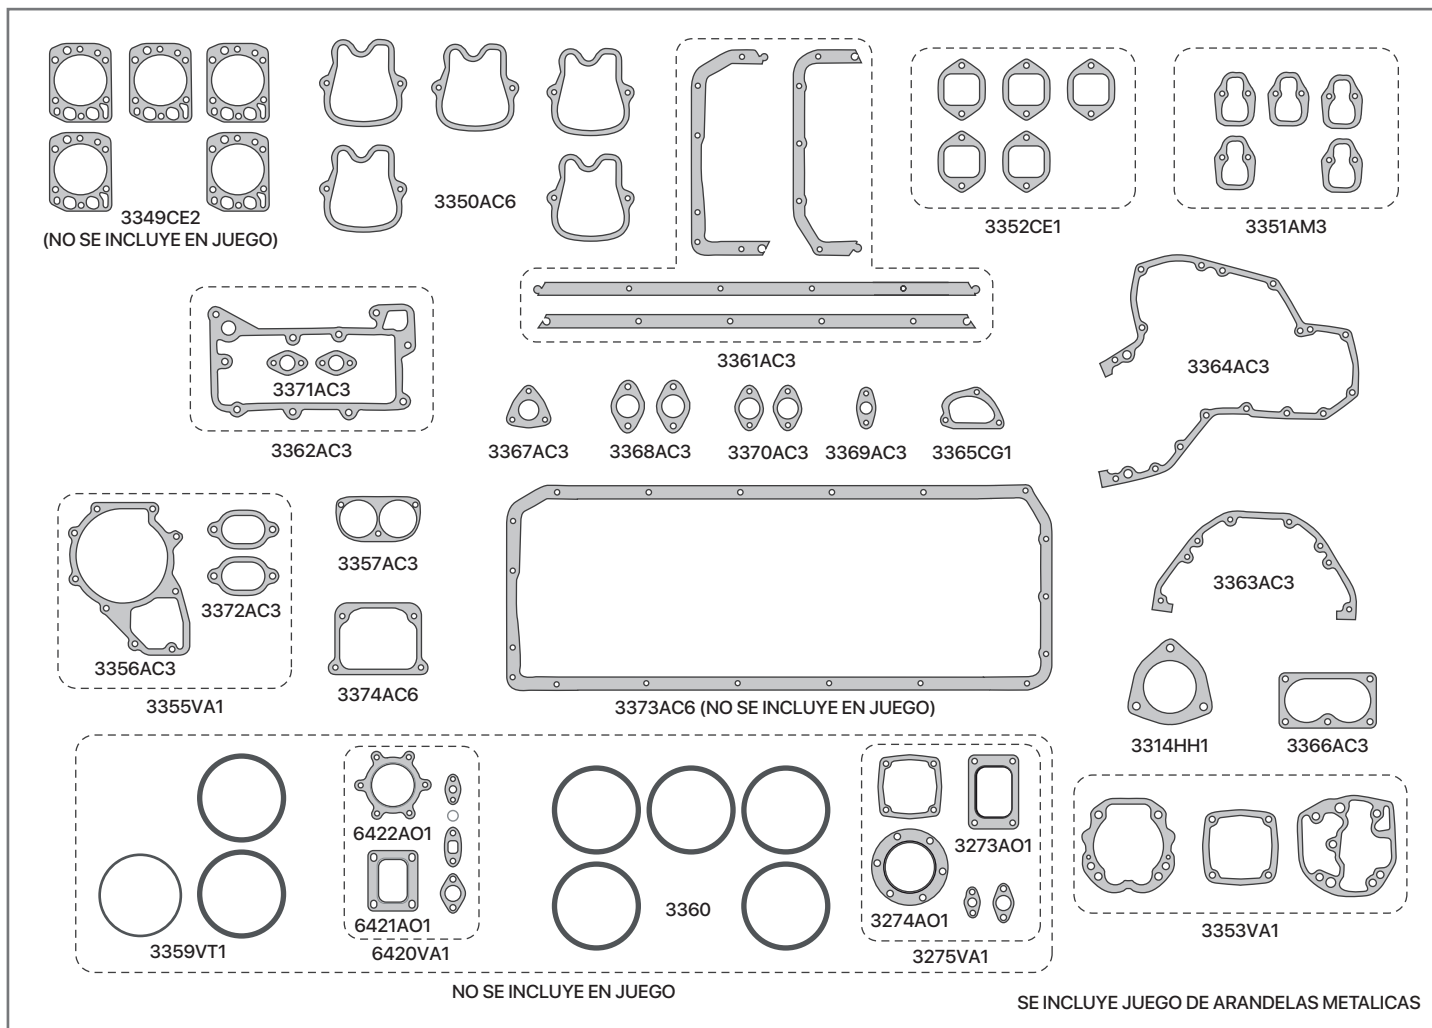 3349CE2
(NO SE INCLUYE EN JUEGO)
3350AC6
3352CE1
3351AM3
3361AC3
3371AC3
3362AC3
3364AC3
3367AC3
3368AC3
3370AC3
3369AC3
3365CG1
3357AC3
3372AC3
3356AC3
3355VA1
3374AC6
3363AC3
3373AC6 (NO SE INCLUYE EN JUEGO)
3314HH1
3366AC3
6422AO1
6421AO1
6420VA1
3359VT1
3360
3273AO1
3274AO1
3275VA1
3353VA1
NO SE INCLUYE EN JUEGO
SE INCLUYE JUEGO DE ARANDELAS METALICAS